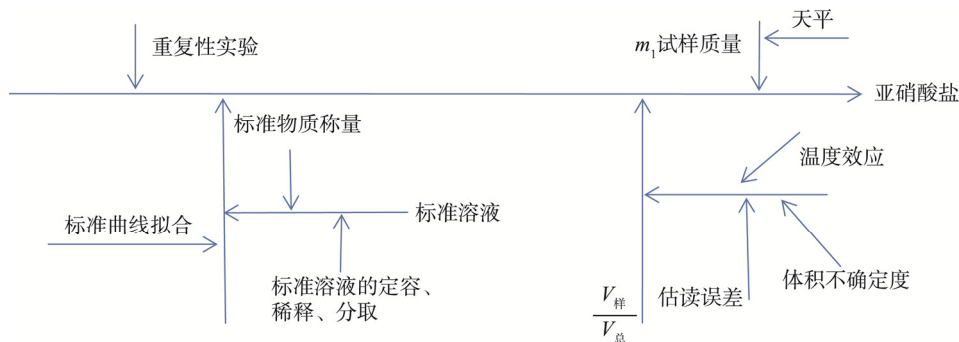 重复性实验
m₁试样质量
天平
亚硝酸盐
标准物质称量
温度效应
标准曲线拟合
标准溶液
标准溶液的定容、
稀释、分取
V样
V总
估读误差
体积不确定度